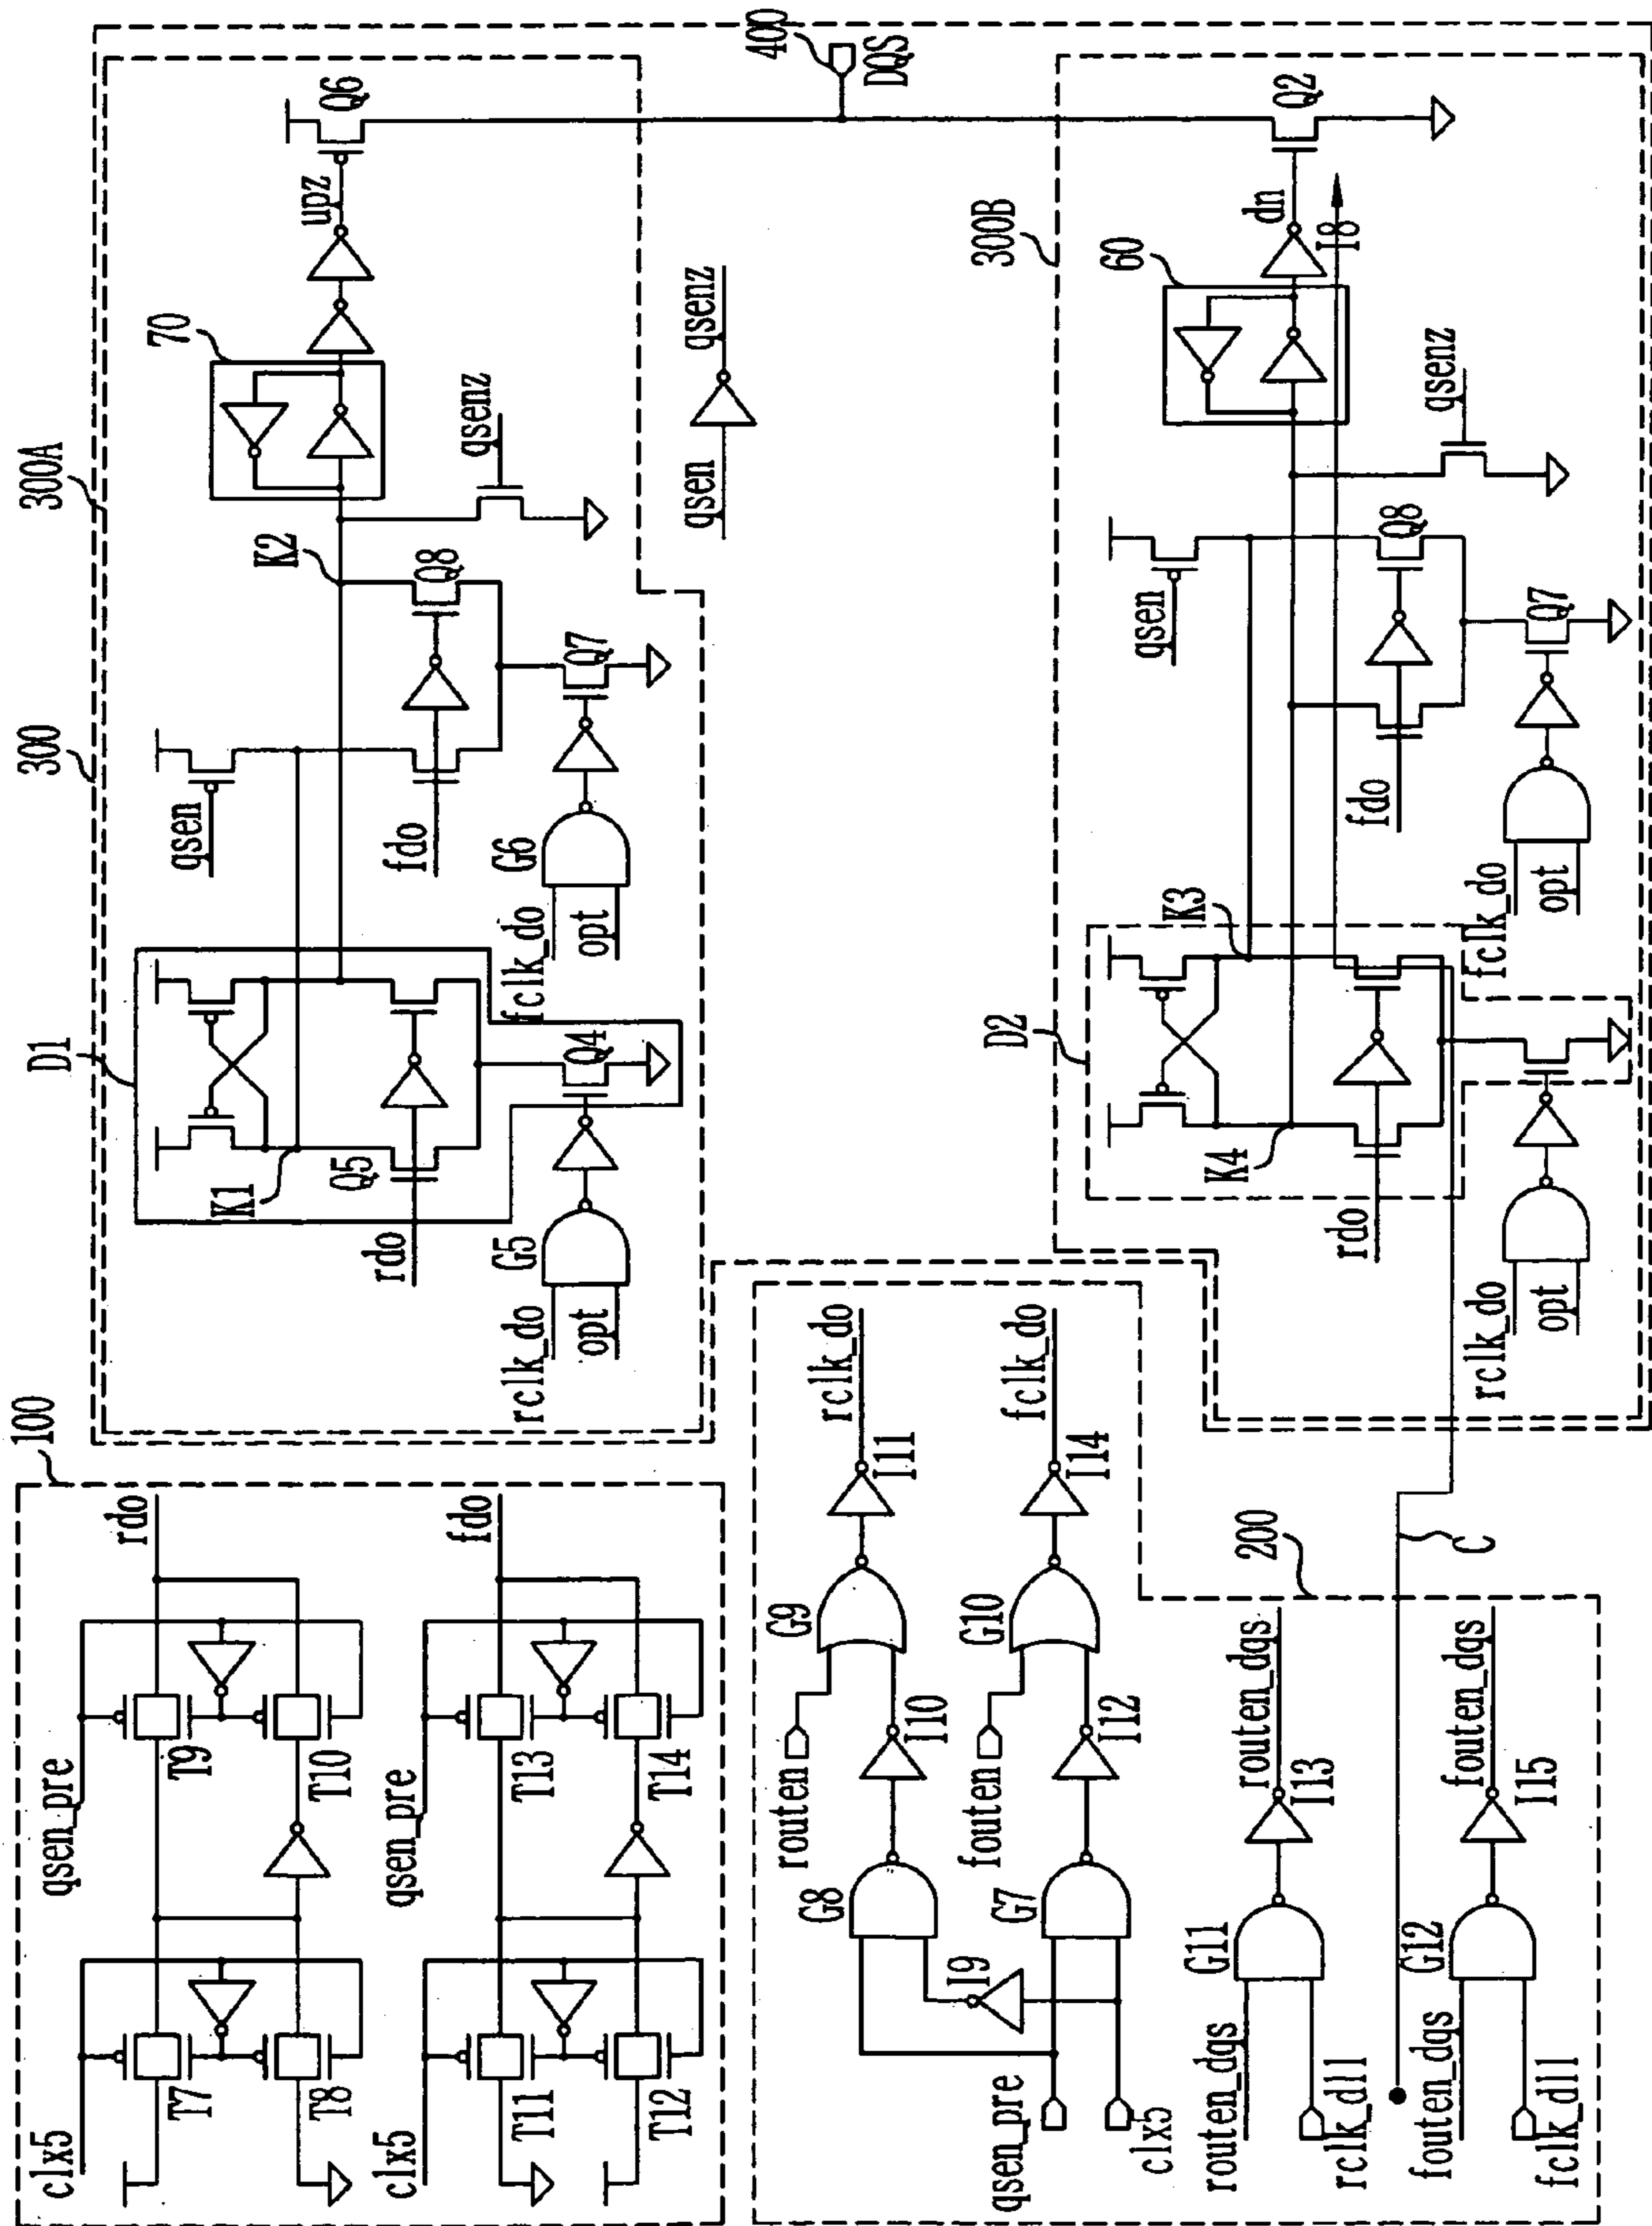 100
clx5
qsen_pre
rdo
T7
T9
T8
T10
clx5
qsen_pre
fdo
T11
T13
T12
T14
300
300A
D1
K1
Q5
rdo
Q4
G5
rclk_do
opt
qsen
fdo
G6
fclk_do
opt
K2
Q8
Q7
70
qsenz
upz
Q6
qsen
qsenz
400
DQS
routen
G9
rclk_do
G8
I10
I11
fouten
G10
fclk_do
G7
I12
I14
I9
qsen_pre
clx5
200
G11
routen_dqs
routen_dqs
I13
rclk_dll
C
G12
fouten_dqs
fouten_dqs
I15
fclk_dll
300B
D2
K3
K4
rdo
rclk_do
opt
qsen
fdo
Q8
Q7
fclk_do
opt
60
qsenz
dn
I8
Q2